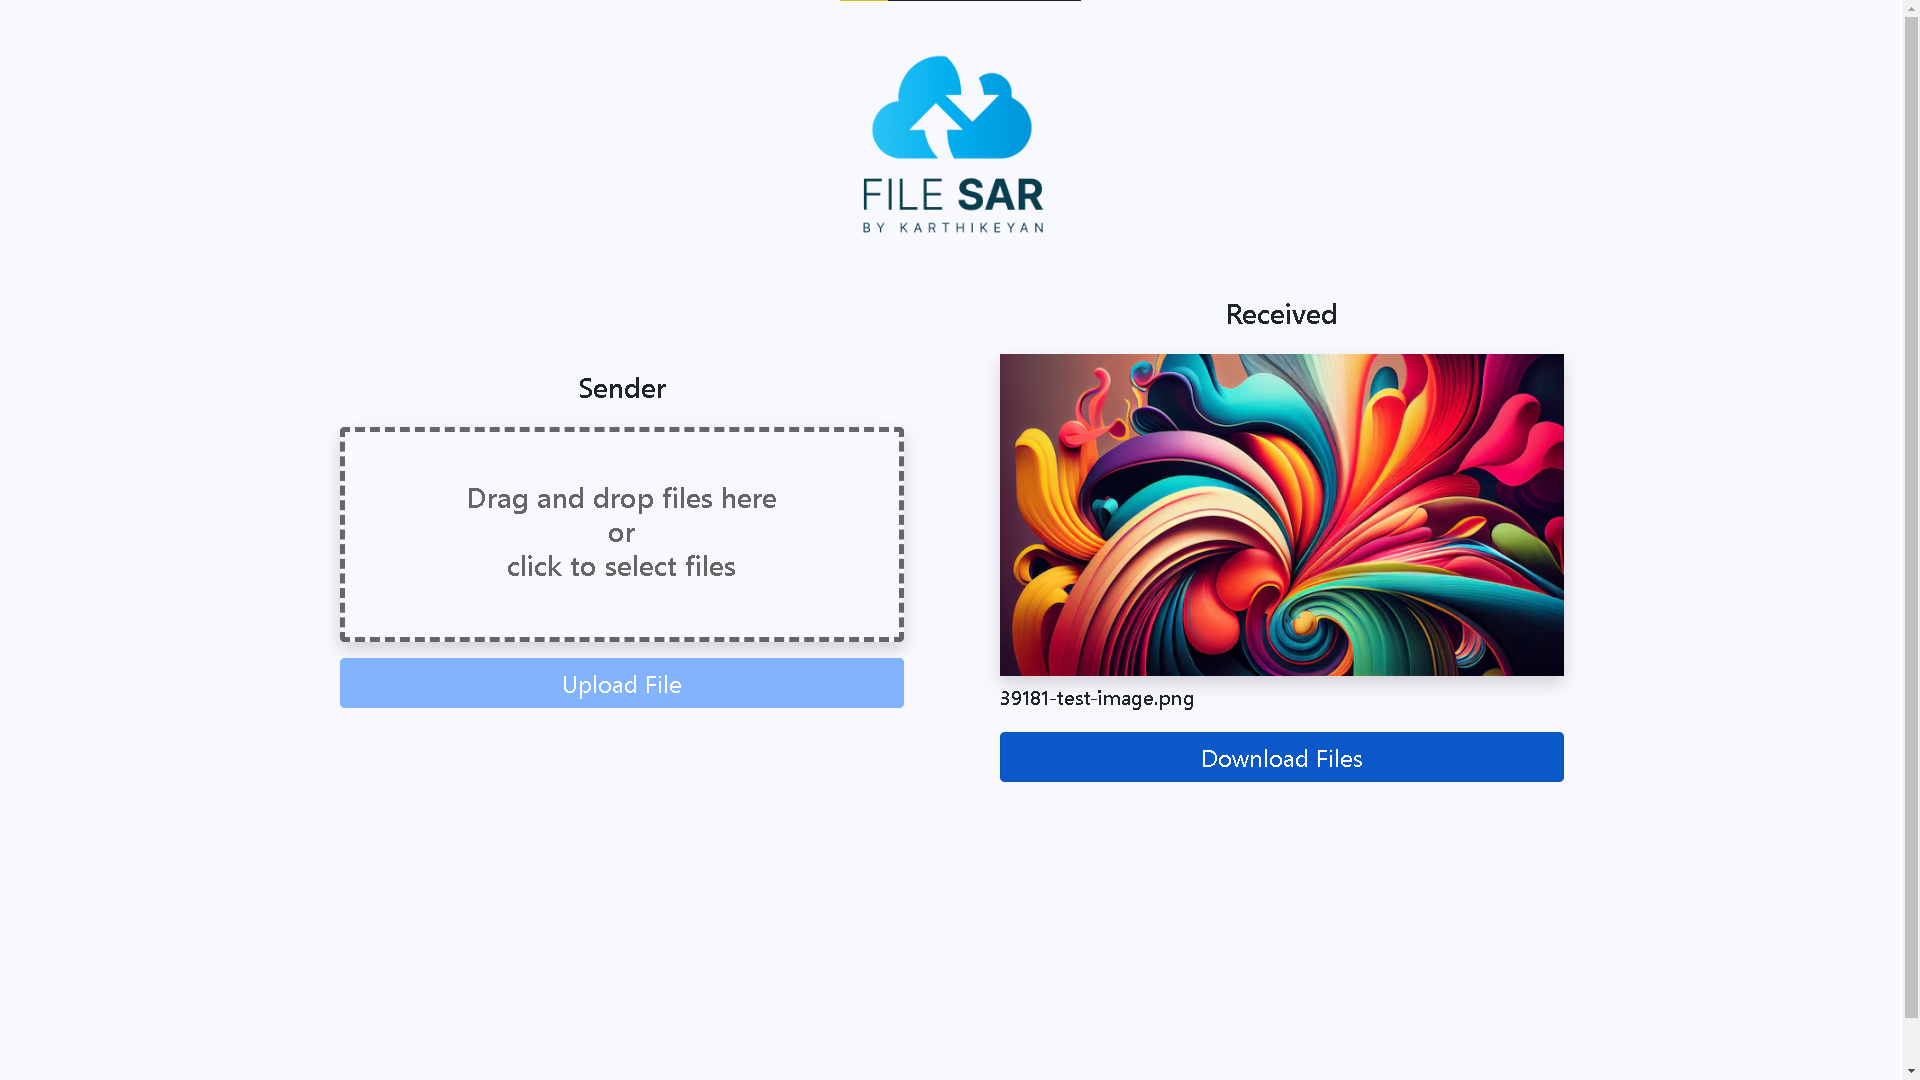 FILE SAR
BY KARTHIKEYAN
Sender
Drag and drop files here
or
click to select files
Upload File
Received
39181-test-image.png
Download Files